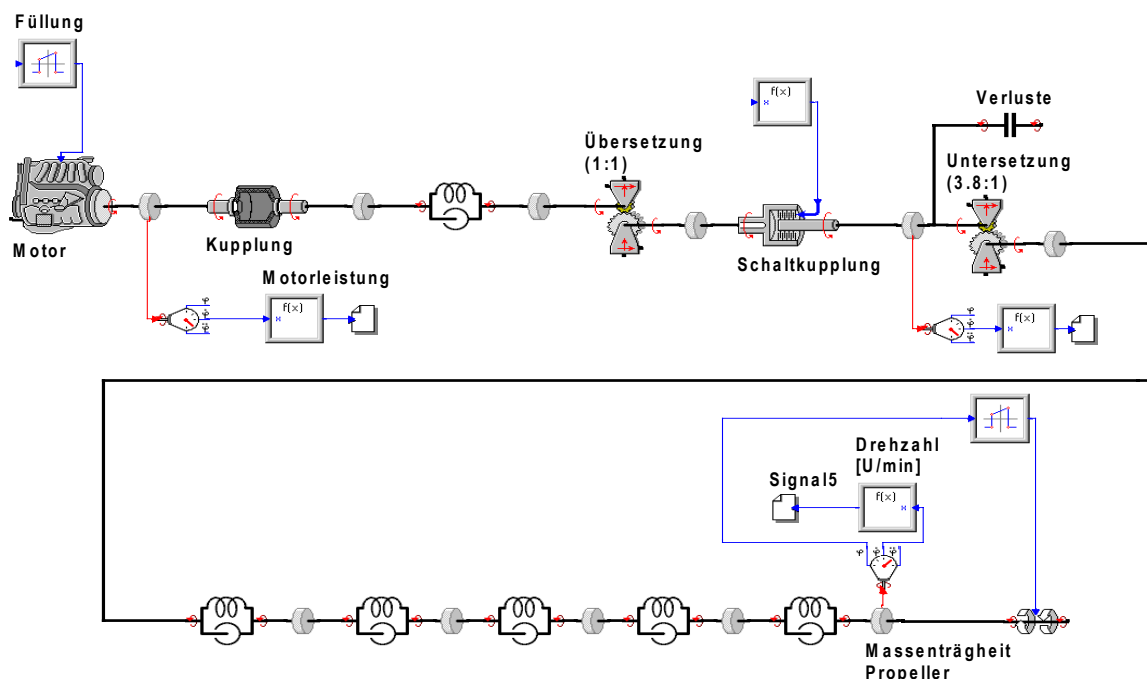 Füllung
f(x)
x
Verluste
Übersetzung
(1:1)
Untersetzung
(3.8:1)
Motor
Kupplung
Schaltkupplung
Motorleistung
f(x)
x
f(x)
x
Drehzahl
[U/min]
Signal5
f(x)
x
Massenträgheit
Propeller